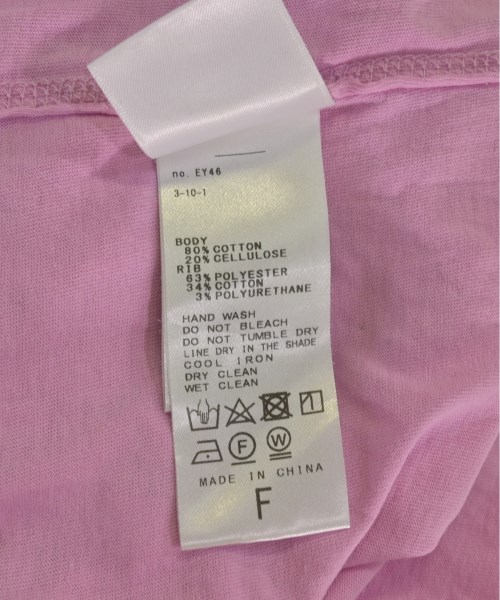 no. EY46
3-10-1
BODY
80% COTTON
20% CELLULOSE
RIB
63% POLYESTER
34% COTTON
3% POLYURETHANE
HAND WASH
DO NOT BLEACH
DO NOT TUMBLE DRY
LINE DRY IN THE SHADE
COOL IRON
DRY CLEAN
WET CLEAN
F W
MADE IN CHINA
F